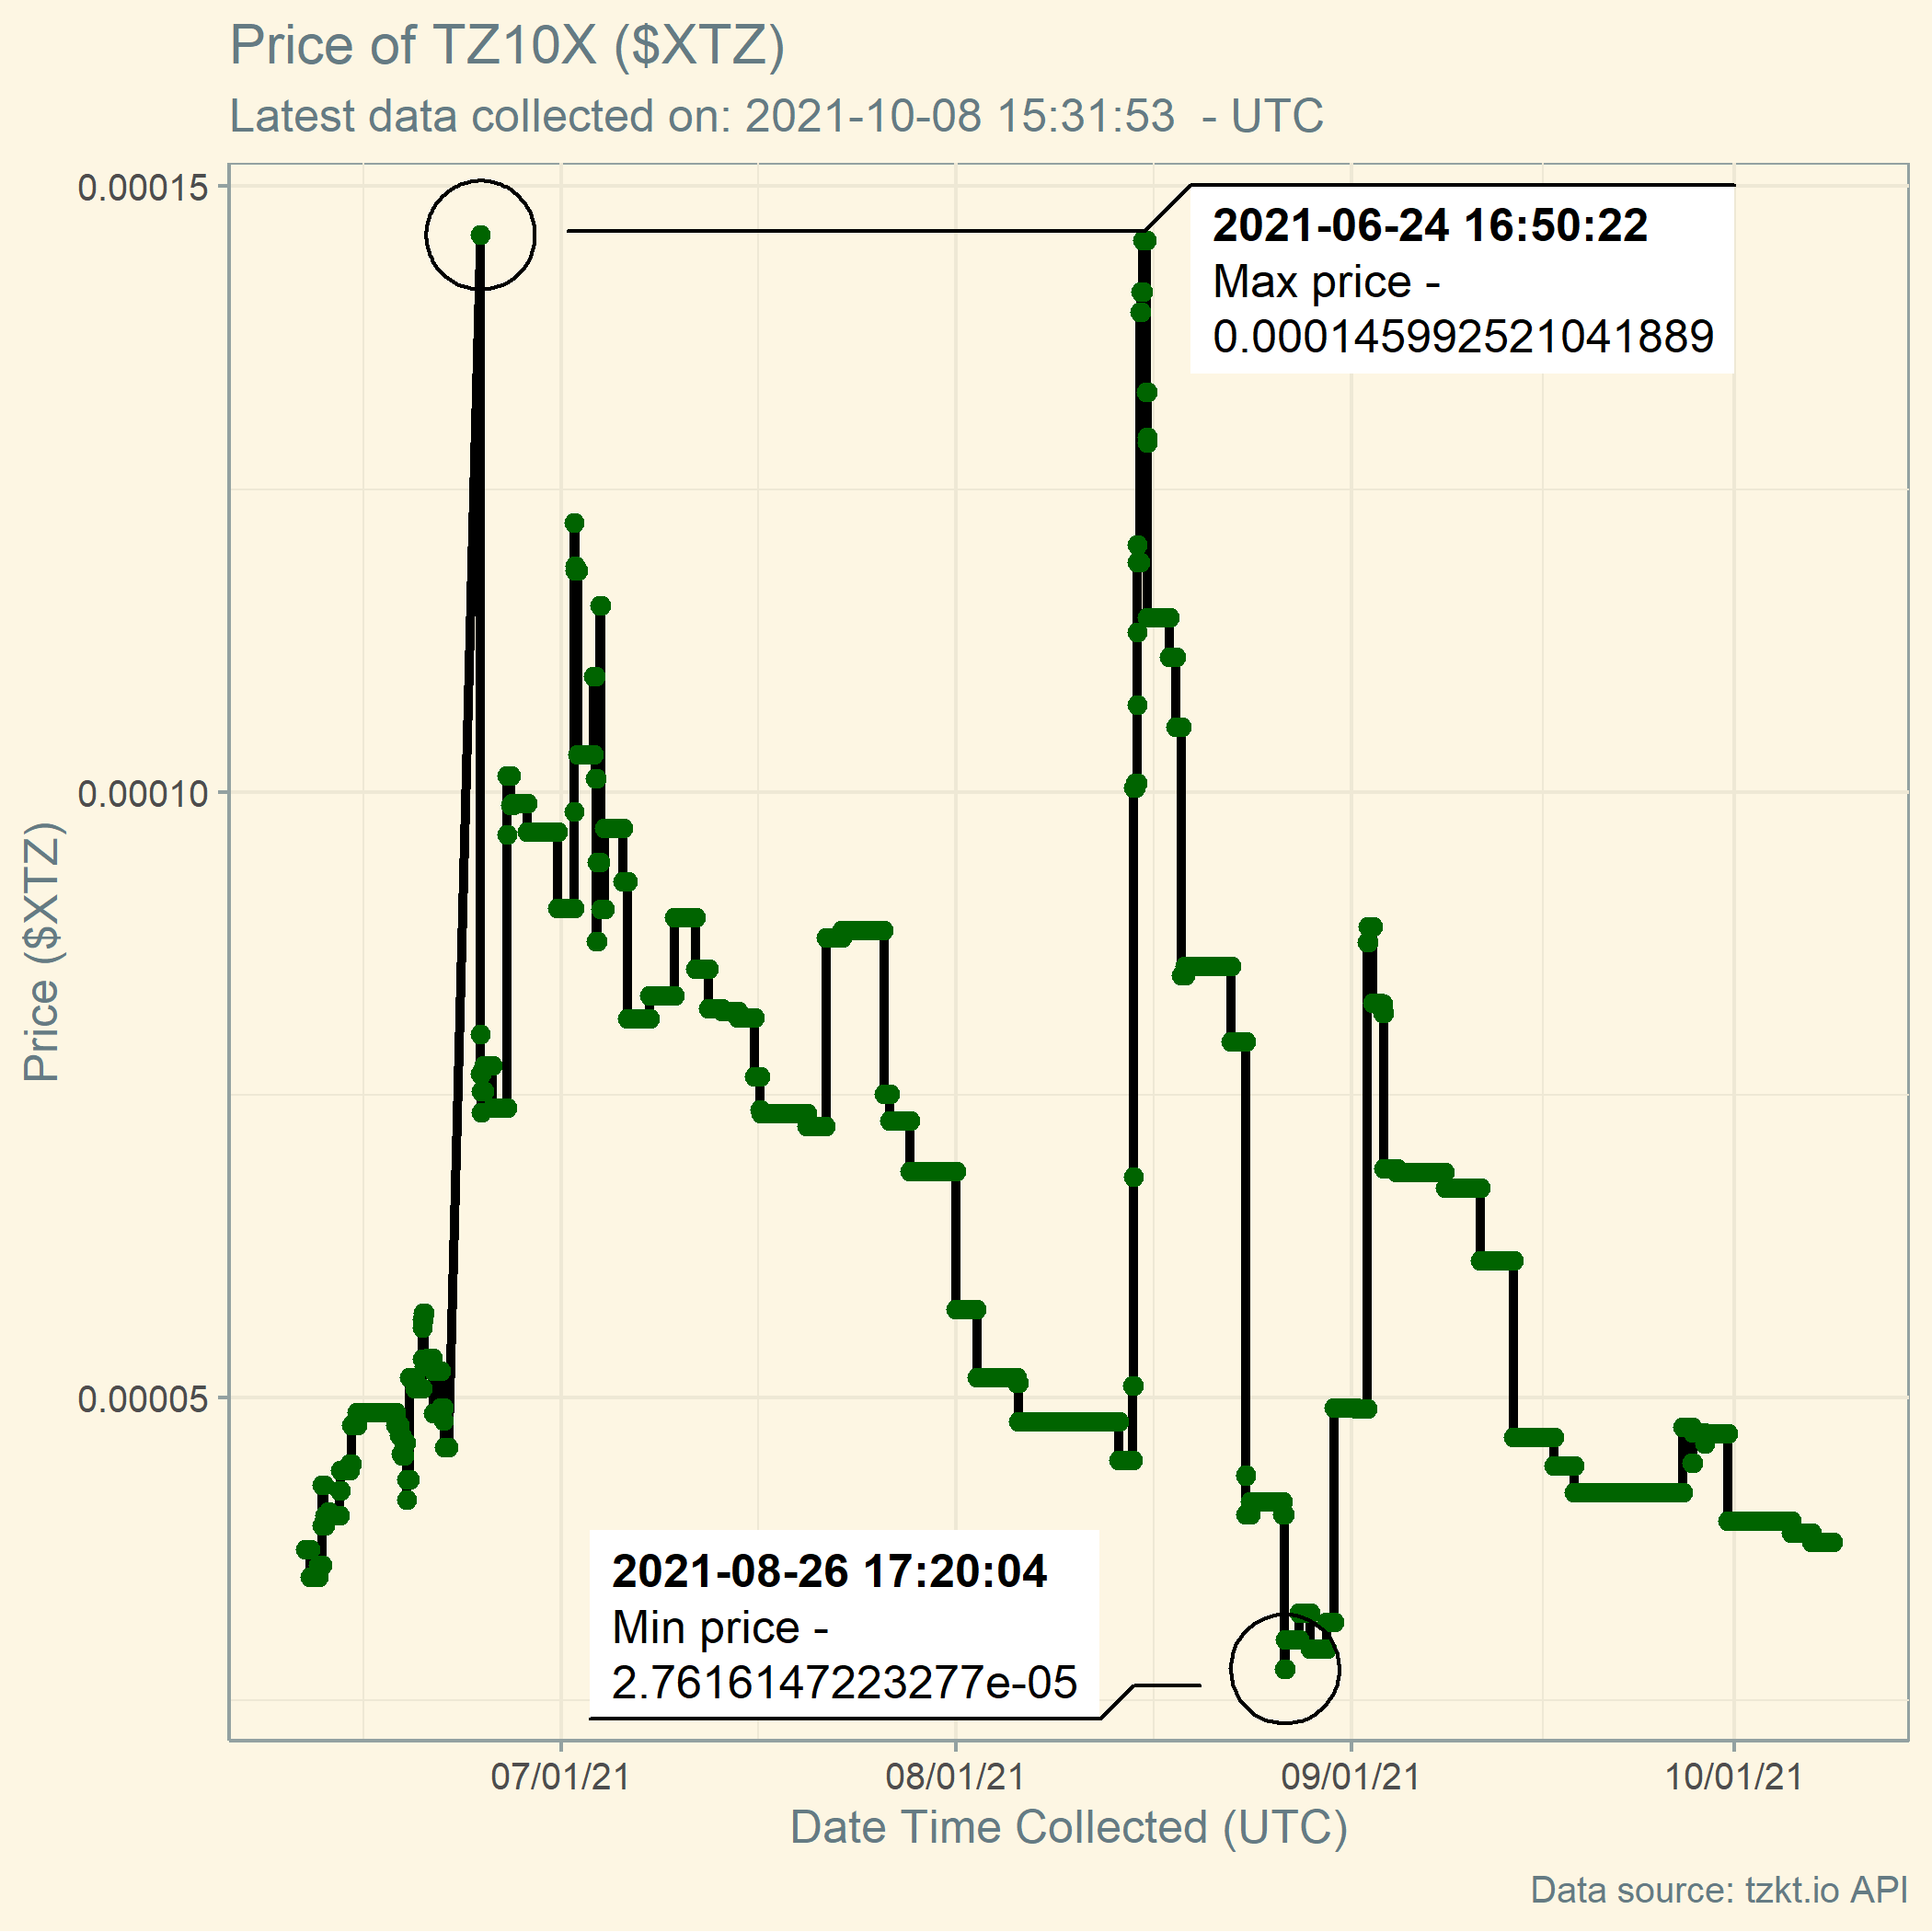 Price of TZ10X ($XTZ)
Latest data collected on: 2021-10-08 15:31:53  - UTC
0.00015
0.00010
0.00005
Price ($XTZ)
2021-06-24 16:50:22
Max price -
0.000145992521041889
2021-08-26 17:20:04
Min price -
2.7616147223277e-05
07/01/21
08/01/21
09/01/21
10/01/21
Date Time Collected (UTC)
Data source: tzkt.io API